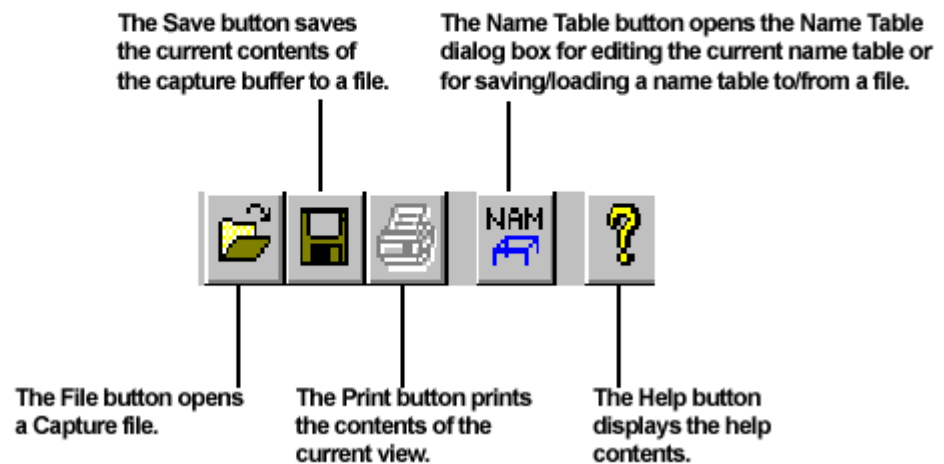 The Save button saves
the current contents of
the capture buffer to a file.
The Name Table button opens the Name Table
dialog box for editing the current name table or
for saving/loading a name table to/from a file.
NAM
The File button opens
a Capture file.
The Print button prints
the contents of the
current view.
The Help button
displays the help
contents.